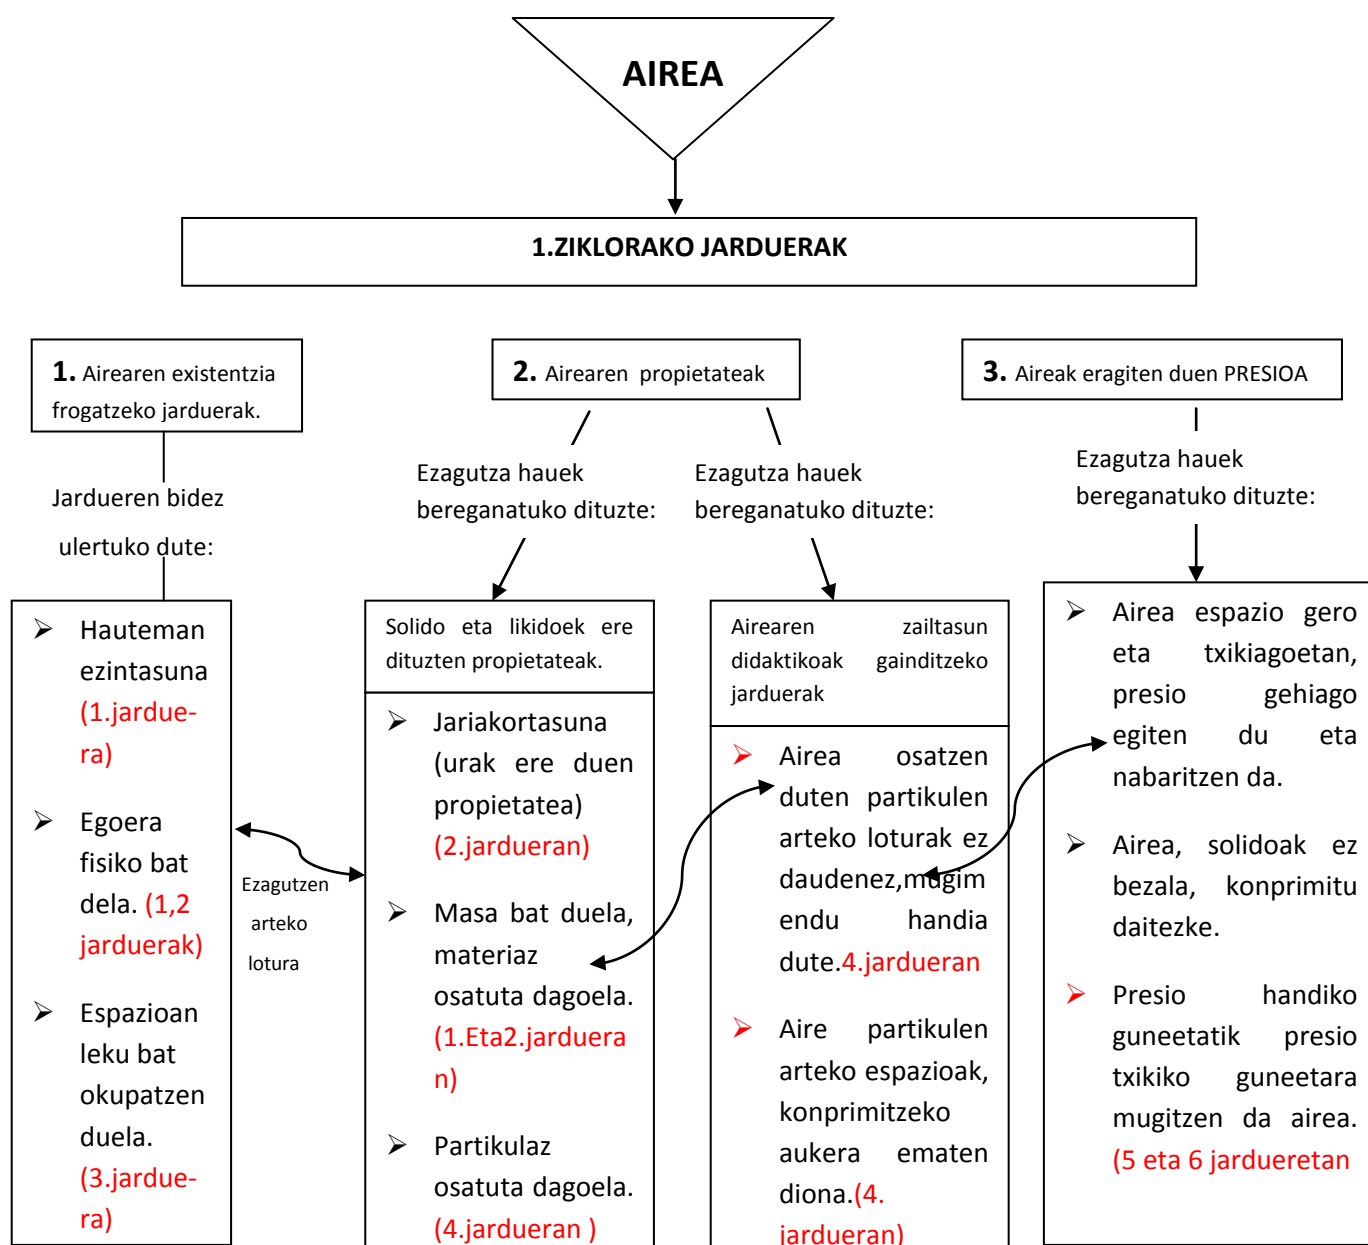 AIREA
1.ZIKLORAKO JARDUERAK
1. Airearen existentzia
frogatzeko jarduerak.
2. Airearen propietateak
3. Aireak eragiten duen PRESIOA
Jardueren bidez
ulertuko dute:
Ezagutza hauek
bereganatuko dituzte:
Ezagutza hauek
bereganatuko dituzte:
Ezagutza hauek
bereganatuko dituzte:
Hauteman
ezintasuna
(1.jardue-
ra)
Egoera
fisiko bat
dela. (1,2
jarduerak)
Espazioan
leku bat
okupatzen
duela.
(3.jardue-
ra)
Ezagutzen
arteko
lotura
Solido eta likidoek ere
dituzten propietateak.
Jariakortasuna
(urak ere duen
propietatea)
(2.jardueran)
Masa bat duela,
materiaz
osatuta dagoela.
(1.Eta2.jarduera
n)
Partikulaz
osatuta dagoela.
(4.jardueran )
Airearen zailtasun
didaktikoak gainditzeko
jarduerak
Airea osatzen
duten partikulen
arteko loturak ez
daudenez,mugim
endu handia
dute.4.jardueran
Aire partikulen
arteko espazioak,
konprimitzeko
aukera ematen
diona.(4.
jardueran)
Airea espazio gero
eta txikiagoetan,
presio gehiago
egiten du eta
nabaritzen da.
Airea, solidoak ez
bezala, konprimitu
daitezke.
Presio handiko
guneetatik presio
txikiko guneetara
mugitzen da airea.
(5 eta 6 jardueretan